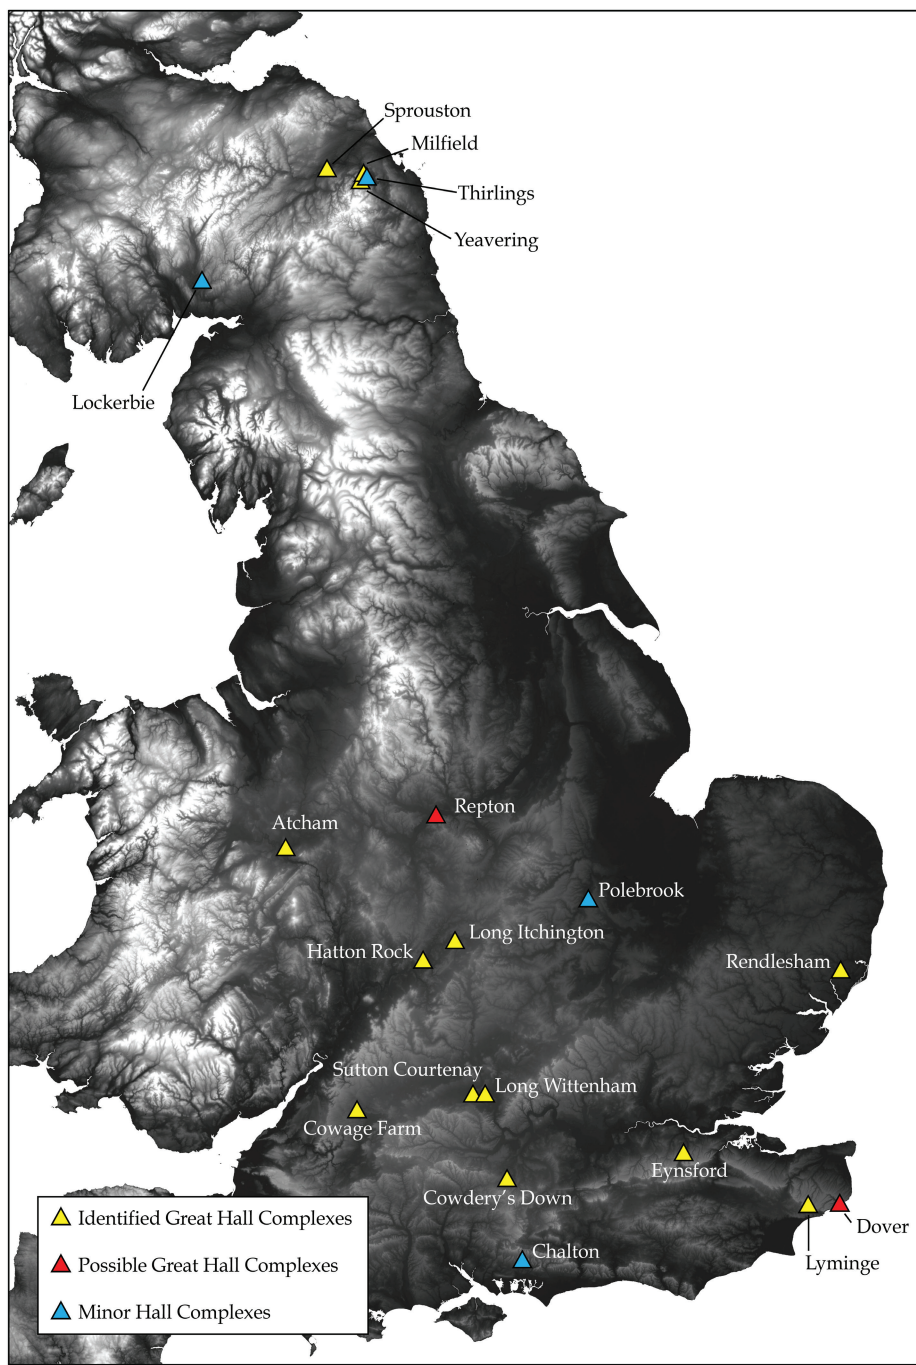 Sprouston
Milfield
Thirlings
Yeavering
Lockerbie
Repton
Atcham
Polebrook
Long Itchington
Hatton Rock
Rendlesham
Sutton Courtenay
Long Wittenham
Cowage Farm
Eynsford
Cowdery's Down
Dover
Chalton
Lyminge
Identified Great Hall Complexes
Possible Great Hall Complexes
Minor Hall Complexes